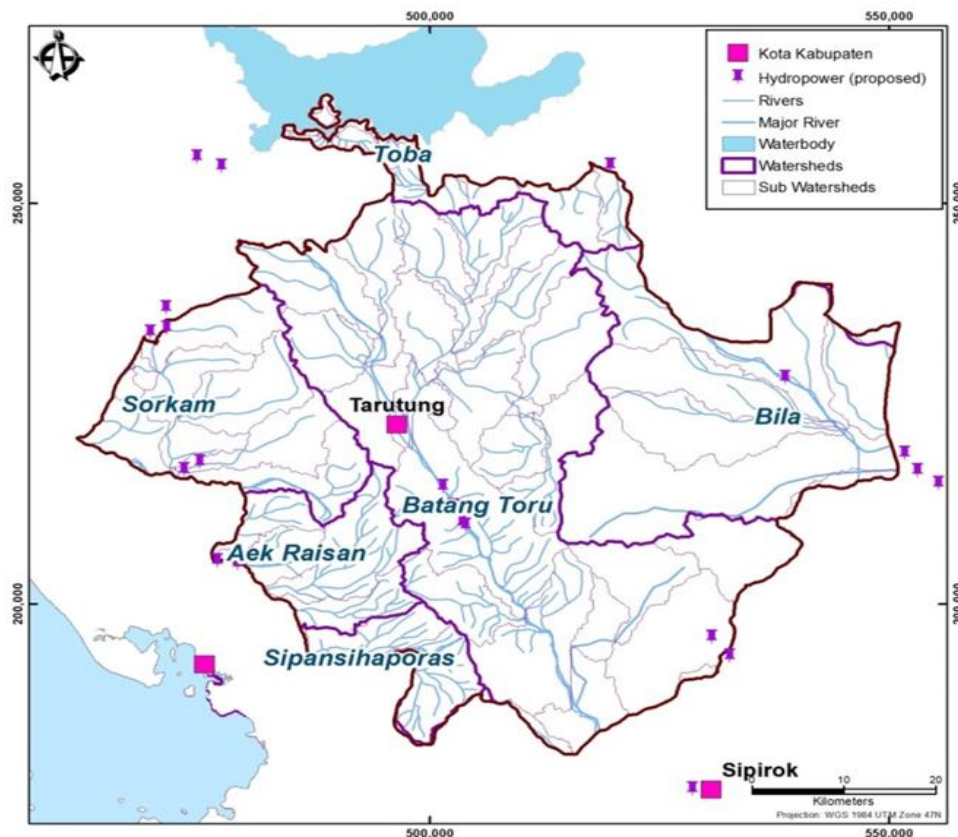 500,000
550,000
Kota Kabupaten
Hydropower (proposed)
Rivers
Major River
Waterbody
Watersheds
Sub Watersheds
Toba
250,000
250,000
Sorkam
Tarutung
Bila
Batang Toru
Aek Raisan
200,000
200,000
Sipansihaporas
Sipirok
0 10 20
Kilometers
Projection: WGS 1984 UTM Zone 47N
500,000
550,000